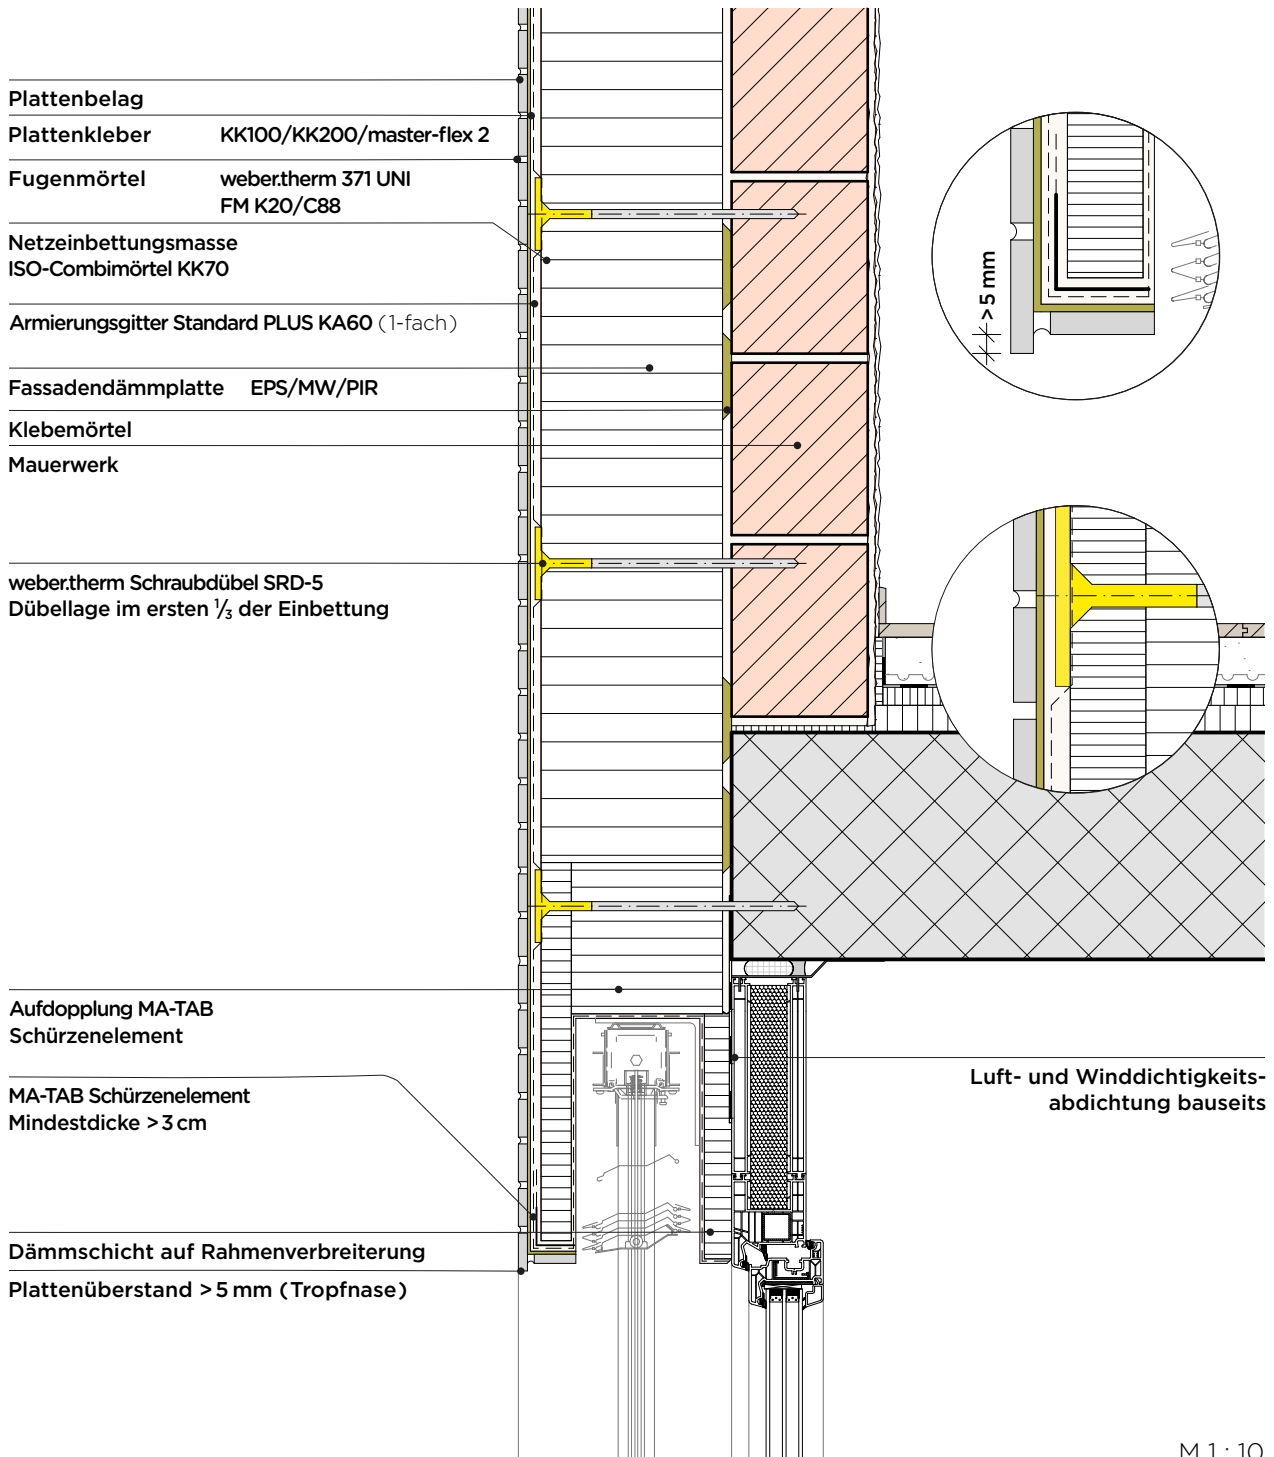 Plattenbelag
Plattenkleber KK100/KK200/master-flex 2
Fugenmörtel weber.therm 371 UNI
FM K20/C88
Netzeinbettungsmasse
ISO-Combimörtel KK70
Armierungsgitter Standard PLUS KA60 (1-fach)
Fassadendämmplatte EPS/MW/PIR
Klebemörtel
Mauerwerk
weber.therm Schraubdübel SRD-5
Dübellage im ersten 1/3 der Einbettung
Aufdopplung MA-TAB
Schürzenelement
MA-TAB Schürzenelement
Mindestdicke > 3 cm
Dämmschicht auf Rahmenverbreiterung
Plattenüberstand > 5 mm (Tropfnase)
> 5 mm
Luft- und Winddichtigkeits-
abdichtung bauseits
M 1 : 10